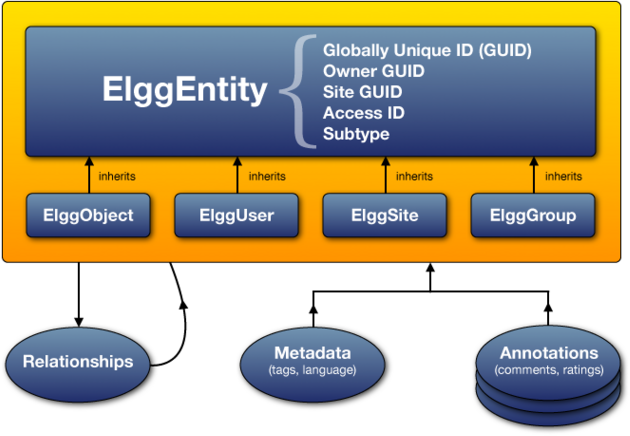 ElggEntity
Globally Unique ID (GUID)
Owner GUID
Site GUID
Access ID
Subtype
inherits
inherits
inherits
inherits
ElggObject
ElggUser
ElggSite
ElggGroup
Relationships
Metadata
(tags, language)
Annotations
(comments, ratings)